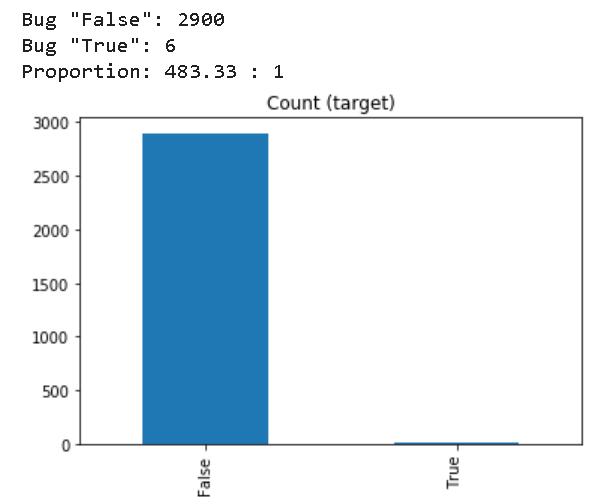 Bug "False": 2900
Bug "True": 6
Proportion: 483.33 : 1
Count (target)
3000
2500
2000
1500
1000
500
0
False
True